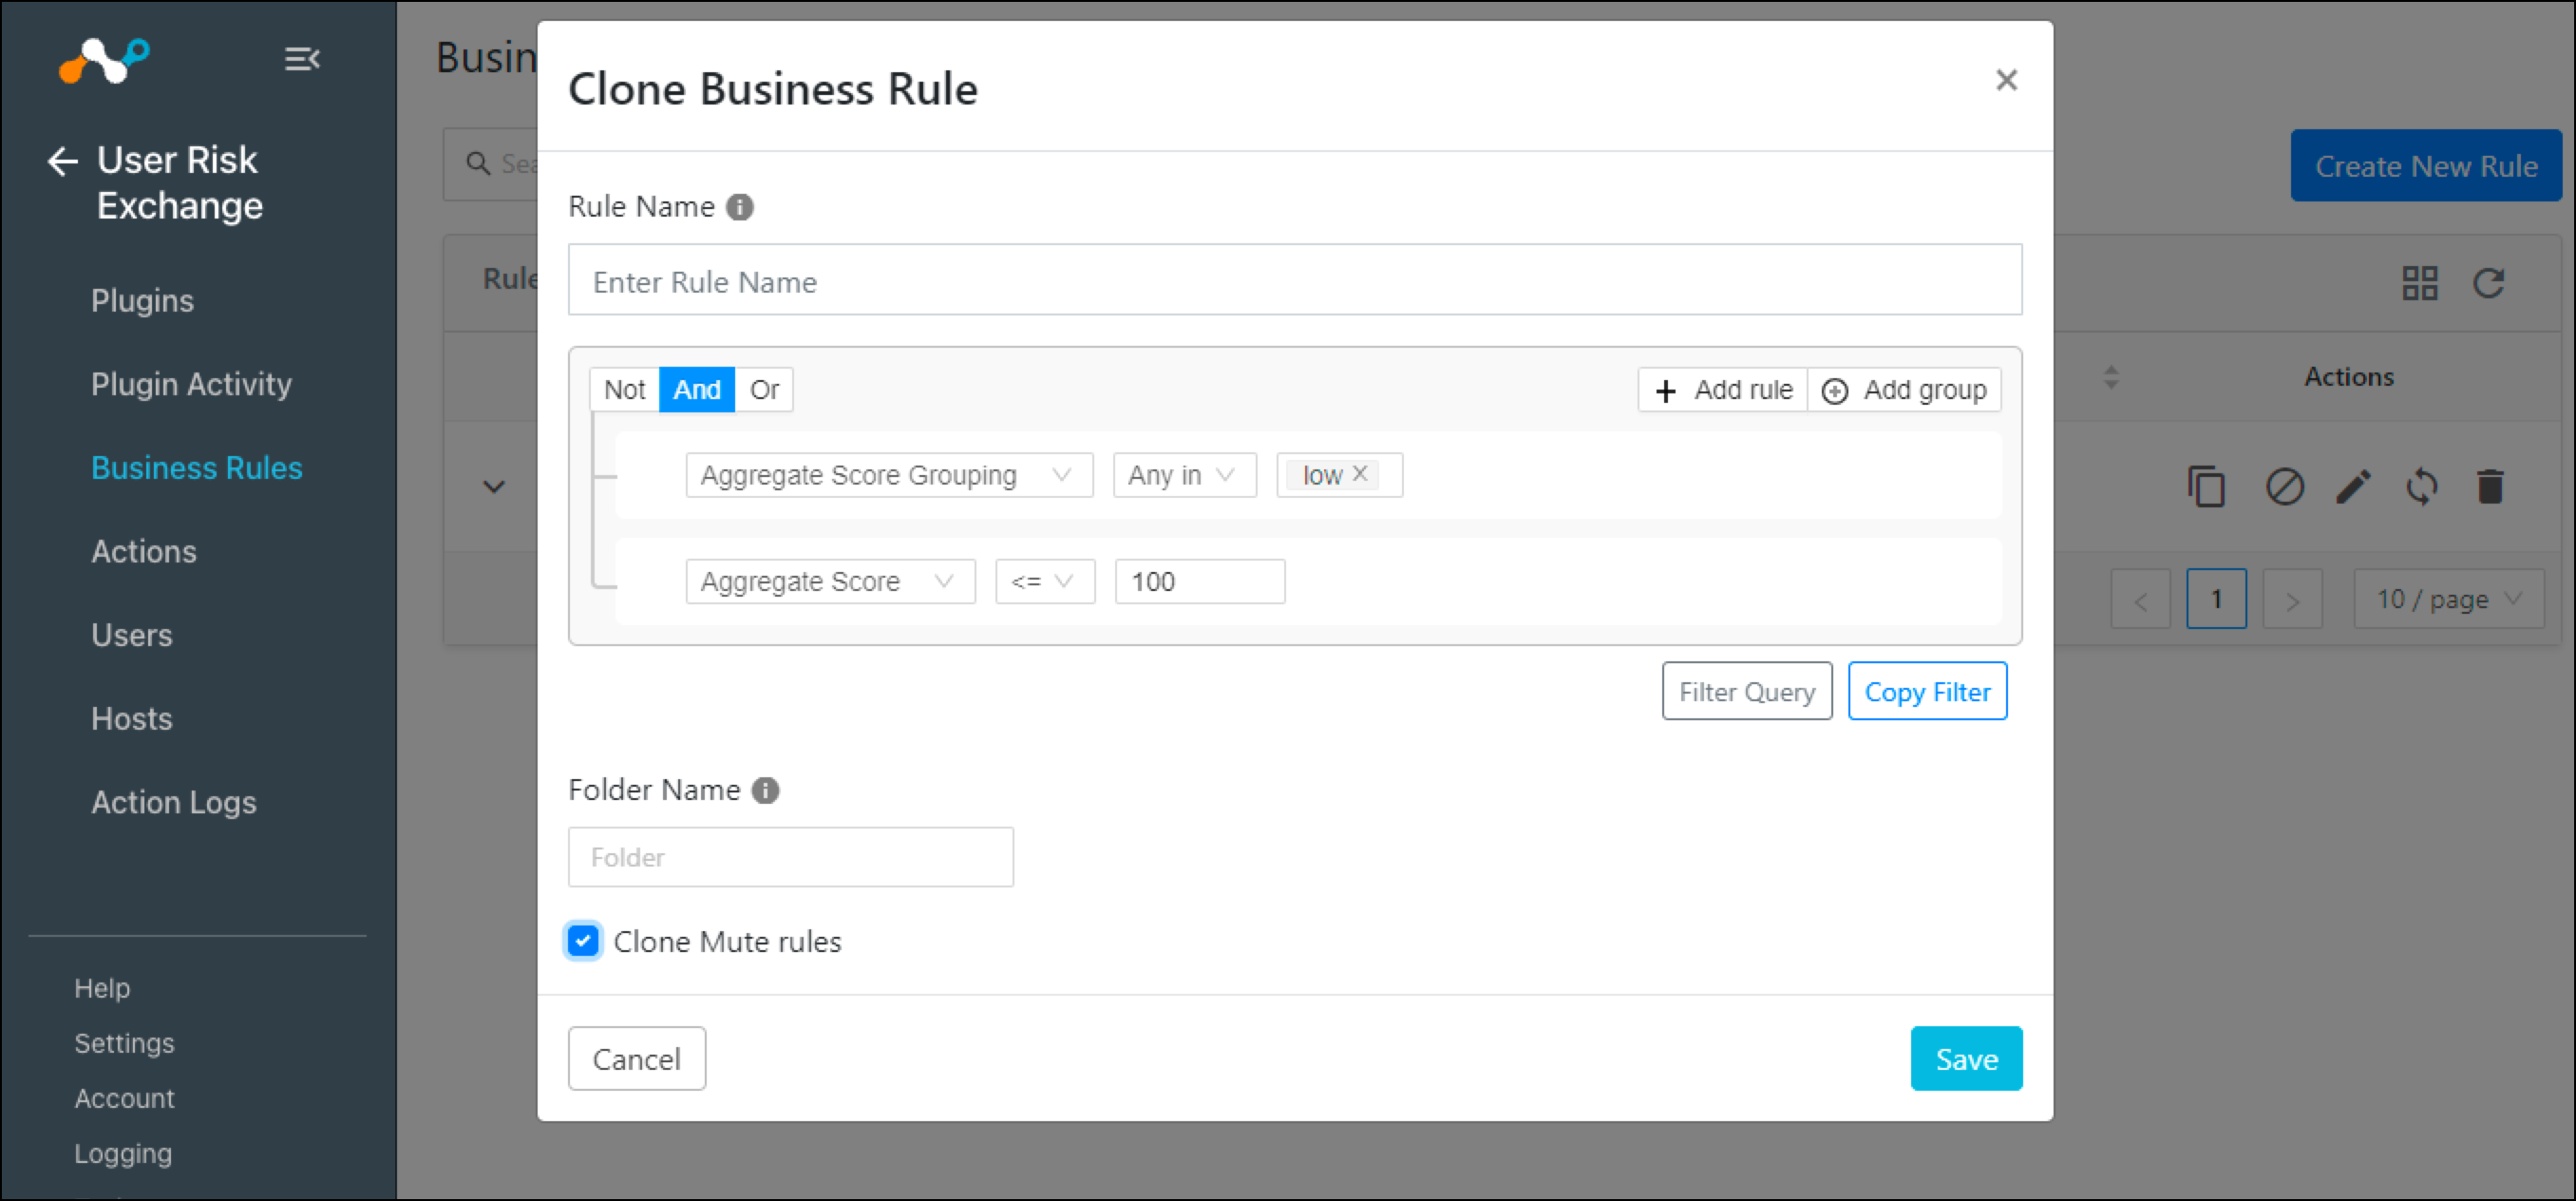 User Risk
Exchange
Plugins
Plugin Activity
Business Rules
Actions
Users
Hosts
Action Logs
Help
Settings
Account
Logging
Busin
Sea
Create New Rule
Rule
Actions
1
10 / page
Clone Business Rule
Rule Name
Enter Rule Name
Not And Or
Add rule Add group
Aggregate Score Grouping Any in low
Aggregate Score <= 100
Filter Query Copy Filter
Folder Name
Folder
Clone Mute rules
Cancel Save